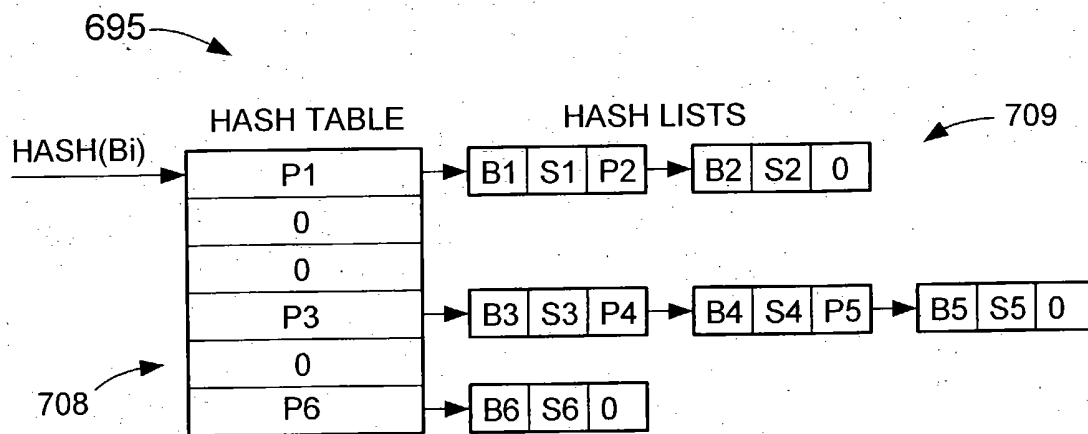 695
HASH TABLE HASH LISTS 709
HASH(Bi)
P1 B1 S1 P2 B2 S2 0
0
0
P3 B3 S3 P4 B4 S4 P5 B5 S5 0
0
708
P6 B6 S6 0